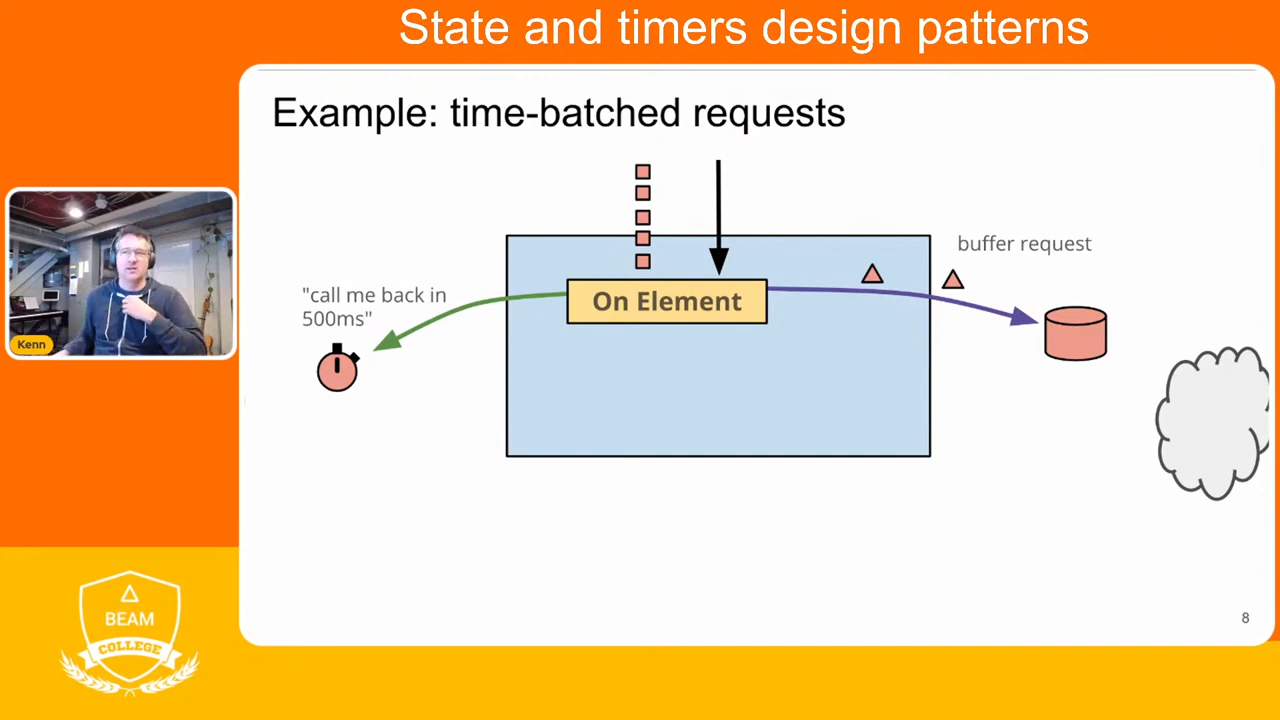 State and timers design patterns
Example: time-batched requests
buffer request
"call me back in
500ms"
On Element
Kenn
BEAM
COLLEGE
8